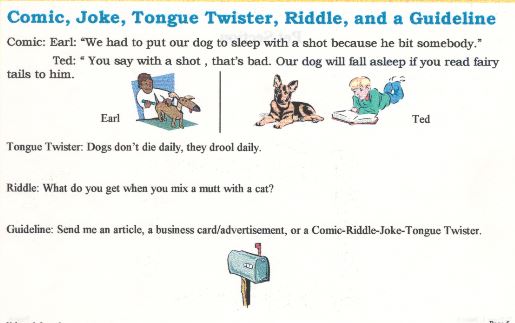 Comic, Joke, Tongue Twister, Riddle, and a Guideline
Comic: Earl: “We had to put our dog to sleep with a shot because he bit somebody.”
Ted: “ You say with a shot , that’s bad. Our dog will fall asleep if you read fairy
tails to him.
Earl
Ted
Tongue Twister: Dogs don’t die daily, they drool daily.
Riddle: What do you get when you mix a mutt with a cat?
Guideline: Send me an article, a business card/advertisement, or a Comic-Riddle-Joke-Tongue Twister.